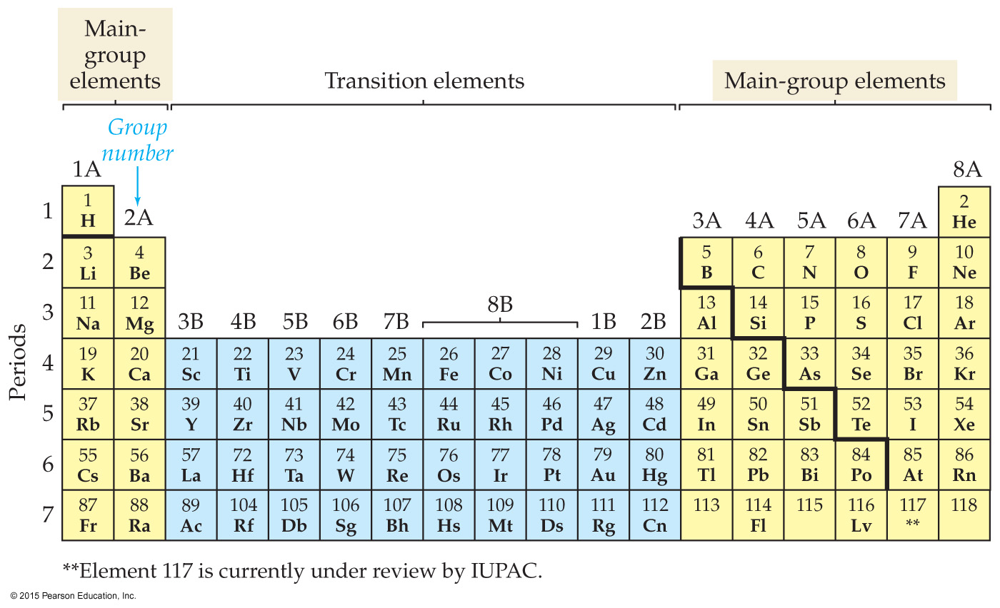 Main-
group
elements
Transition elements
Main-group elements
Group
number
1A
8A
2A
3A 4A 5A 6A 7A
8B
3B 4B 5B 6B 7B 1B 2B
Periods
1
1 2
H He
2
3 4 5 6 7 8 9 10
Li Be B C N O F Ne
3
11 12 13 14 15 16 17 18
Na Mg Al Si P S Cl Ar
4
19 20 21 22 23 24 25 26 27 28 29 30 31 32 33 34 35 36
K Ca Sc Ti V Cr Mn Fe Co Ni Cu Zn Ga Ge As Se Br Kr
5
37 38 39 40 41 42 43 44 45 46 47 48 49 50 51 52 53 54
Rb Sr Y Zr Nb Mo Tc Ru Rh Pd Ag Cd In Sn Sb Te I Xe
6
55 56 57 72 73 74 75 76 77 78 79 80 81 82 83 84 85 86
Cs Ba La Hf Ta W Re Os Ir Pt Au Hg Tl Pb Bi Po At Rn
7
87 88 89 104 105 106 107 108 109 110 111 112 113 114 115 116 117 118
Fr Ra Ac Rf Db Sg Bh Hs Mt Ds Rg Cn Fl Lv **
**Element 117 is currently under review by IUPAC.
© 2015 Pearson Education, Inc.